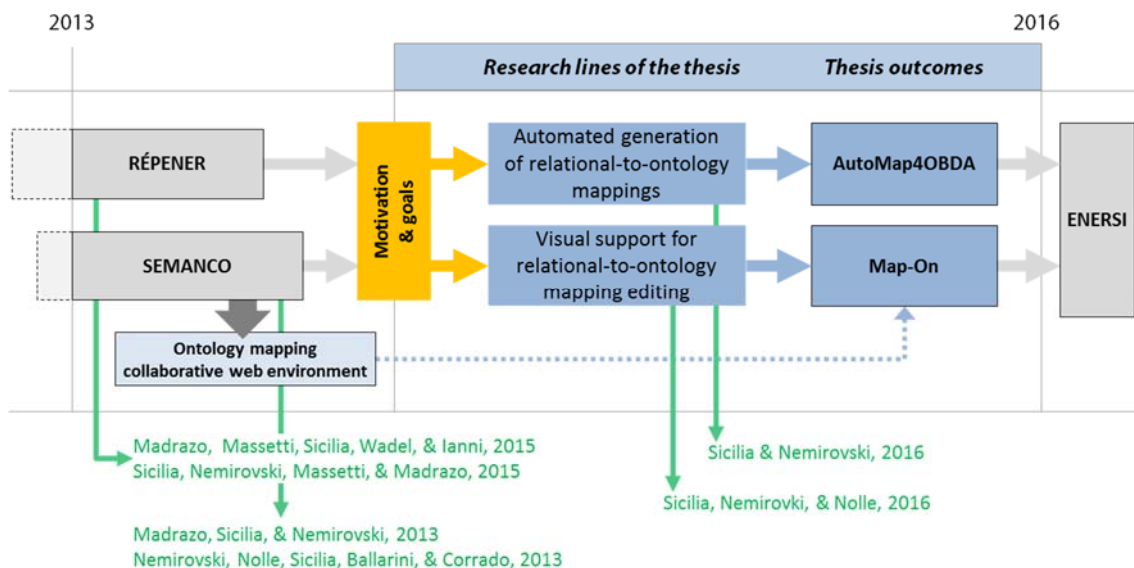 2013
2016
Research lines of the thesis
Thesis outcomes
RÉPENER
Motivation
& goals
Automated generation
of relational-to-ontology
mappings
AutoMap4OBDA
ENERSI
SEMANCO
Visual support for
relational-to-ontology
mapping editing
Map-On
Ontology mapping
collaborative web environment
Madrazo, Massetti, Sicilia, Wadel, & Ianni, 2015
Sicilia, Nemirovski, Massetti, & Madrazo, 2015
Sicilia & Nemirovski, 2016
Sicilia, Nemirovki, & Nolle, 2016
Madrazo, Sicilia, & Nemirovski, 2013
Nemirovski, Nolle, Sicilia, Ballarini, & Corrado, 2013